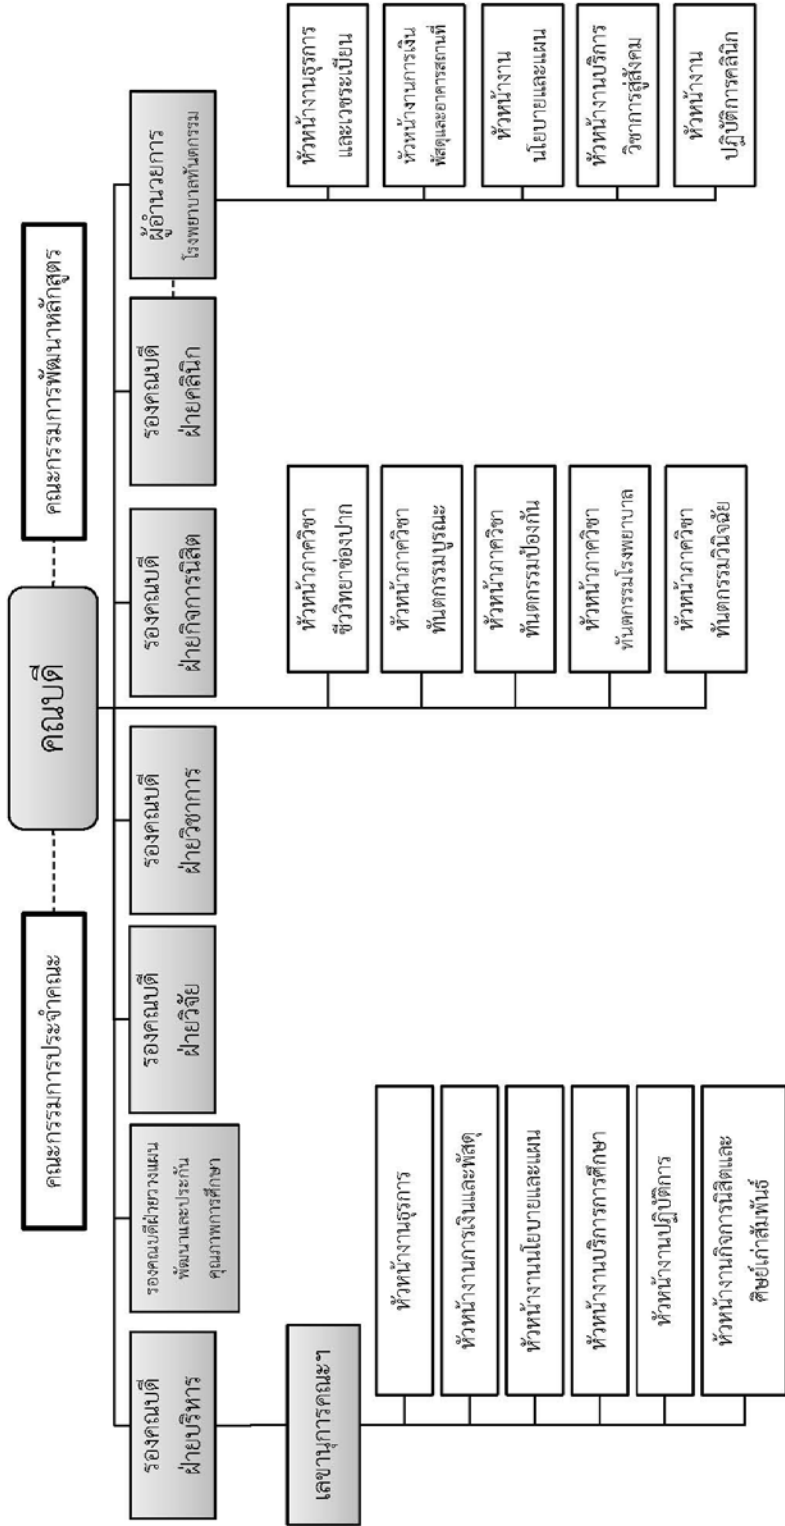 คณบดี
คณะกรรมการประจำคณะ
คณะกรรมการพัฒนาหลักสูตร
รองคณบดี
ฝ่ายบริหาร
รองคณบดีฝ่ายวางแผน
พัฒนาและประกัน
คุณภาพการศึกษา
รองคณบดี
ฝ่ายวิจัย
รองคณบดี
ฝ่ายวิชาการ
รองคณบดี
ฝ่ายกิจการนิสิต
รองคณบดี
ฝ่ายคลินิก
ผู้อำนวยการ
โรงพยาบาลทันตกรรม
เลขานุการคณะฯ
หัวหน้างานธุรการ
หัวหน้างานการเงินและพัสดุ
หัวหน้างานนโยบายและแผน
หัวหน้างานบริการการศึกษา
หัวหน้างานปฏิบัติการ
หัวหน้างานกิจการนิสิตและ
ศิษย์เก่าสัมพันธ์
หัวหน้าภาควิชา
ชีววิทยาช่องปาก
หัวหน้าภาควิชา
ทันตกรรมบูรณะ
หัวหน้าภาควิชา
ทันตกรรมป้องกัน
หัวหน้าภาควิชา
ทันตกรรมโรงพยาบาล
หัวหน้าภาควิชา
ทันตกรรมวินิจฉัย
หัวหน้างานธุรการ
และเวชระเบียน
หัวหน้างานการเงิน
พัสดุและอาคารสถานที่
หัวหน้างาน
นโยบายและแผน
หัวหน้างานบริการ
วิชาการสู่สังคม
หัวหน้างาน
ปฏิบัติการคลินิก